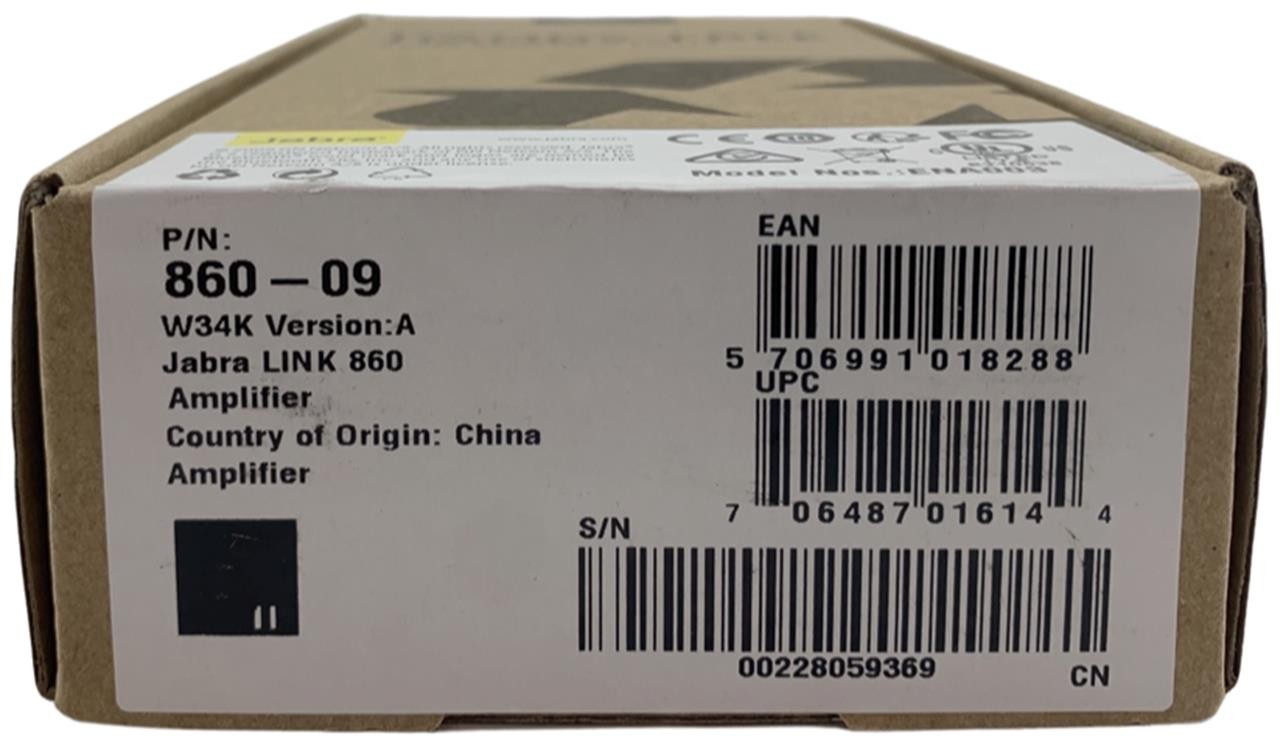 Jabra
www.jabra.com
Model Nos.:ENA003
P/N:
860-09
W34K Version:A
Jabra LINK 860
Amplifier
Country of Origin: China
Amplifier
EAN
5 706991 018288
UPC
7 06487 01614 4
S/N
00228059369
CN